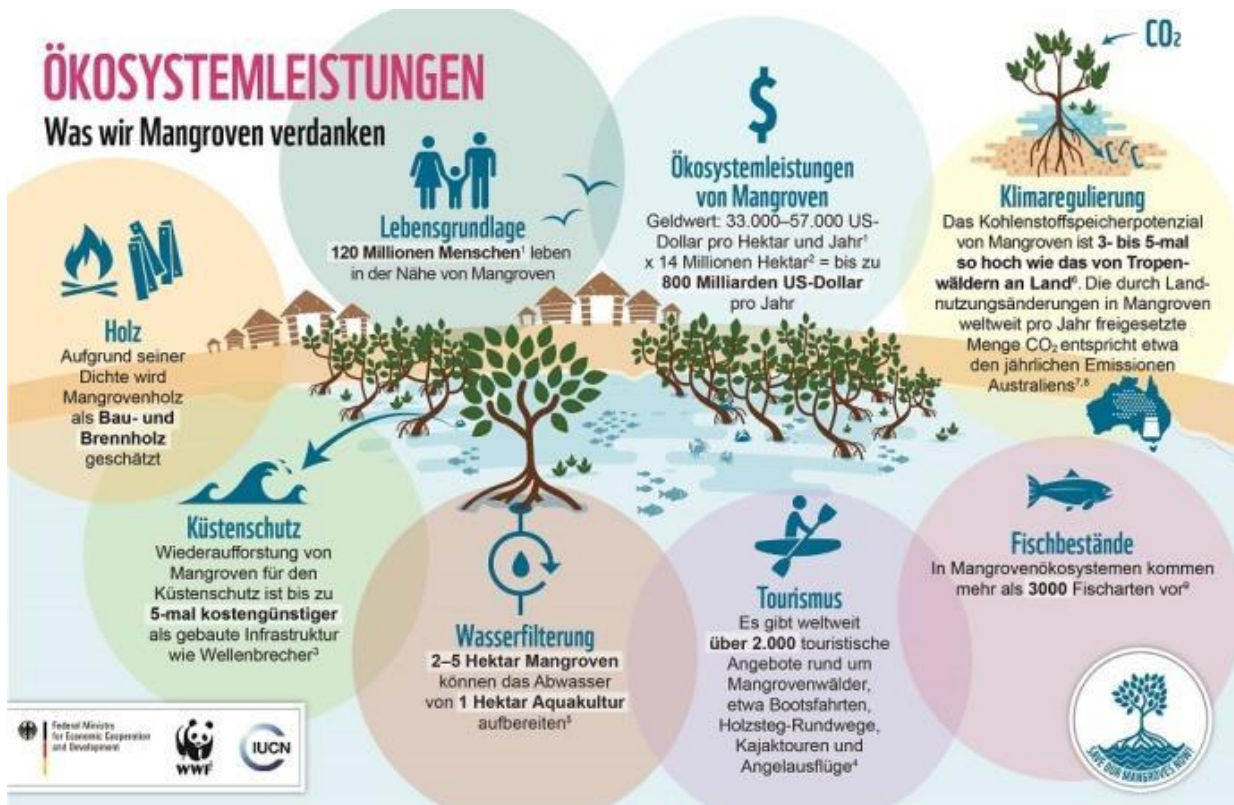 ÖKOSYSTEMLEISTUNGEN
Was wir Mangroven verdanken
Lebensgrundlage
120 Millionen Menschen¹ leben
in der Nähe von Mangroven
$
Ökosystemleistungen
von Mangroven
Geldwert: 33.000–57.000 US-
Dollar pro Hektar und Jahr¹
x 14 Millionen Hektar² = bis zu
800 Milliarden US-Dollar
pro Jahr
CO₂
C C C
Klimaregulierung
Das Kohlenstoffspeicherpotenzial
von Mangroven ist 3- bis 5-mal
so hoch wie das von Tropen-
wäldern an Land⁶. Die durch Land-
nutzungsänderungen in Mangroven
weltweit pro Jahr freigesetzte
Menge CO₂ entspricht etwa
den jährlichen Emissionen
Australiens⁷,⁸
Holz
Aufgrund seiner
Dichte wird
Mangrovenholz
als Bau- und
Brennholz
geschätzt
Küstenschutz
Wiederaufforstung von
Mangroven für den
Küstenschutz ist bis zu
5-mal kostengünstiger
als gebaute Infrastruktur
wie Wellenbrecher³
Wasserfilterung
2–5 Hektar Mangroven
können das Abwasser
von 1 Hektar Aquakultur
aufbereiten⁵
Tourismus
Es gibt weltweit
über 2.000 touristische
Angebote rund um
Mangrovenwälder,
etwa Bootsfahrten,
Holzsteg-Rundwege,
Kajaktouren und
Angelausflüge⁴
Fischbestände
In Mangrovenökosystemen kommen
mehr als 3000 Fischarten vor⁹
Federal Ministry
for Economic Cooperation
and Development
WWF
IUCN
SAVE OUR MANGROVES NOW!